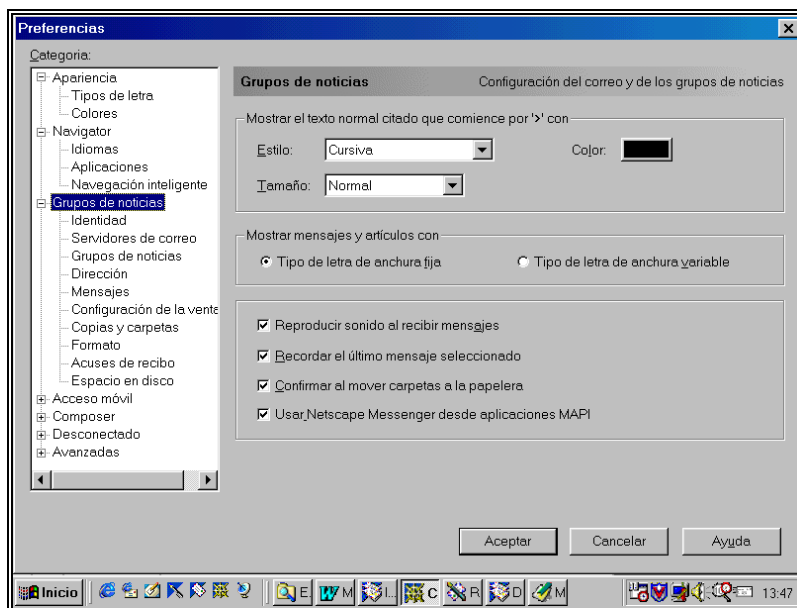 Preferencias
Categoria:
Apariencia
Tipos de letra
Colores
Navigator
Idiomas
Aplicaciones
Navegación inteligente
Grupos de noticias
Identidad
Servidores de correo
Grupos de noticias
Dirección
Mensajes
Configuración de la vente
Copias y carpetas
Formato
Acuses de recibo
Espacio en disco
Acceso móvil
Composer
Desconectado
Avanzadas
Grupos de noticias Configuración del correo y de los grupos de noticias
Mostrar el texto normal citado que comience por '>' con
Estilo: Cursiva Color:
Tamaño: Normal
Mostrar mensajes y artículos con
Tipo de letra de anchura fija Tipo de letra de anchura variable
Reproducir sonido al recibir mensajes
Recordar el último mensaje seleccionado
Confirmar al mover carpetas a la papelera
Usar Netscape Messenger desde aplicaciones MAPI
Aceptar Cancelar Ayuda
Inicio E M I... C R D M 13:47